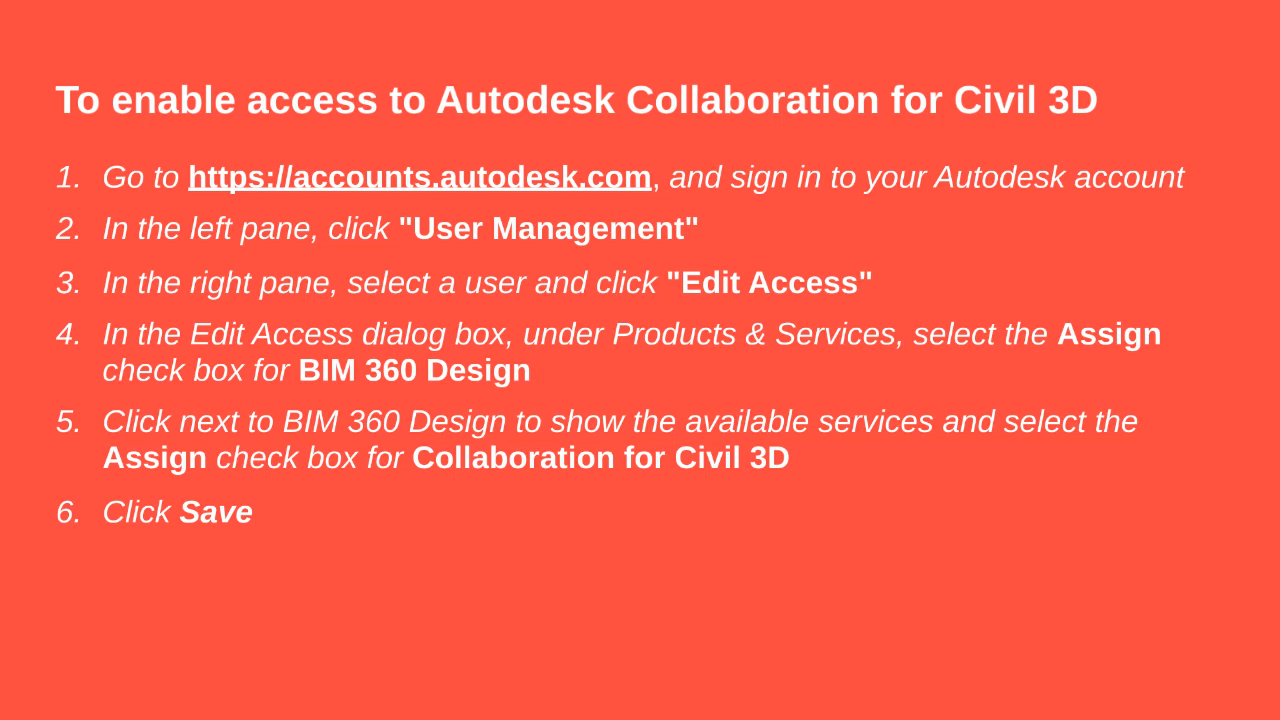 To enable access to Autodesk Collaboration for Civil 3D
1. Go to https://accounts.autodesk.com, and sign in to your Autodesk account
2. In the left pane, click "User Management"
3. In the right pane, select a user and click "Edit Access"
4. In the Edit Access dialog box, under Products & Services, select the Assign
check box for BIM 360 Design
5. Click next to BIM 360 Design to show the available services and select the
Assign check box for Collaboration for Civil 3D
6. Click Save